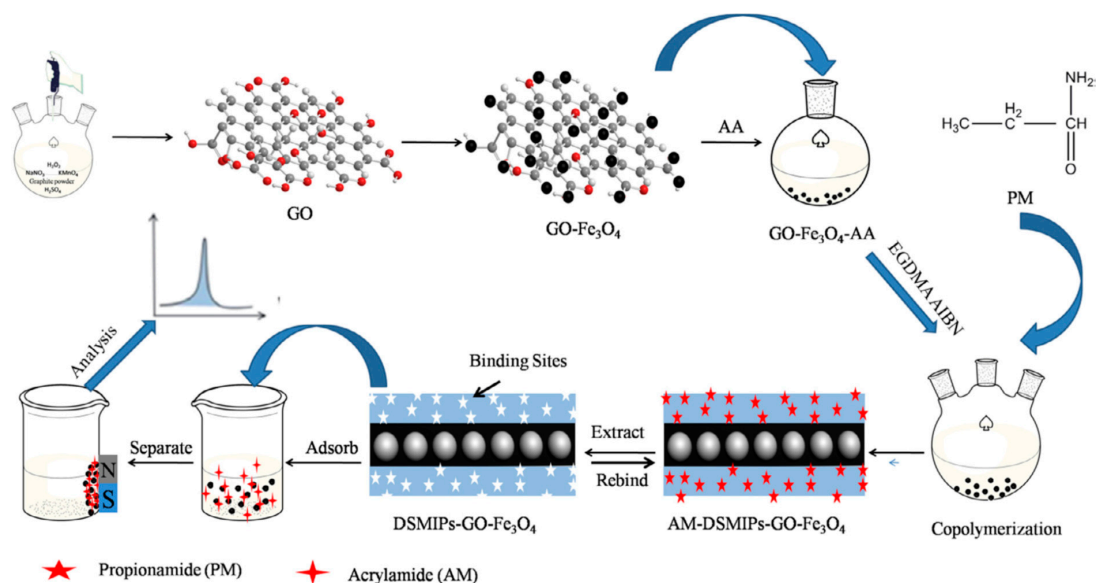 H₂O₂
NaNO₃ KMnO₄
Graphite powder
H₂SO₄
GO
GO-Fe₃O₄
AA
GO-Fe₃O₄-AA
H₃C
H₂
C
CH
NH₂
O
PM
EGDMA AIBN
Analysis
Binding Sites
Separate
N
S
Adsorb
Extract
Rebind
DSMIPs-GO-Fe₃O₄
AM-DSMIPs-GO-Fe₃O₄
Copolymerization
Propionamide (PM)
Acrylamide (AM)